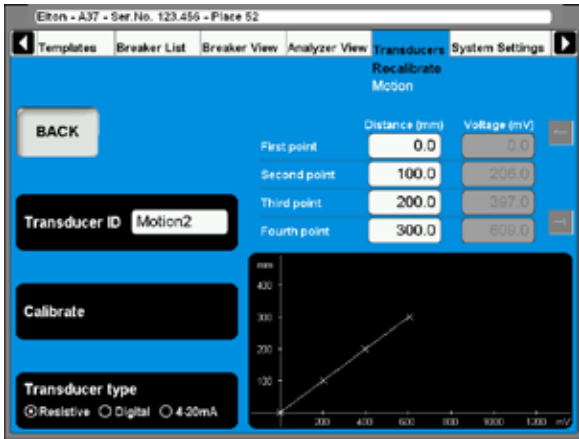 Elton - A37 - Ser.No. 123.456 - Place 52
Templates Breaker List Breaker View Analyzer View Transducers System Settings
Recalibrate
Motion
BACK
Distance (mm) Voltage (mV)
First point 0.0 0.0
Second point 100.0 206.0
Third point 200.0 397.0
Fourth point 300.0 609.0
Transducer ID Motion2
Calibrate
Transducer type
Resistive Digital 4-20mA
mm
400
300
200
100
200 400 600 800 1000 1200 mV